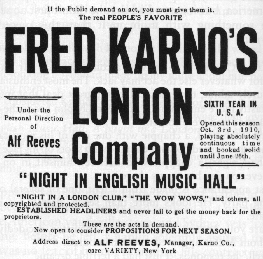 If the Public demand an act, you must give them it.
The real PEOPLE'S FAVORITE
FRED KARNO'S
LONDON
Company
Under the
Personal Direction
of
Alf Reeves
SIXTH YEAR IN
U. S. A.
Opened this season
Oct. 3rd, 1910,
playing absolutely
continuous time
and booked solid
until June 25th.
"NIGHT IN ENGLISH MUSIC HALL"
"NIGHT IN A LONDON CLUB," "THE WOW WOWS," and others, all
copyrighted and protected.
ESTABLISHED HEADLINERS and never fail to get the money back for the
proprietors.
These are the acts in demand.
Now open to consider PROPOSITIONS FOR NEXT SEASON.
Address direct to ALF REEVES, Manager, Karno Co.,
care VARIETY, New York